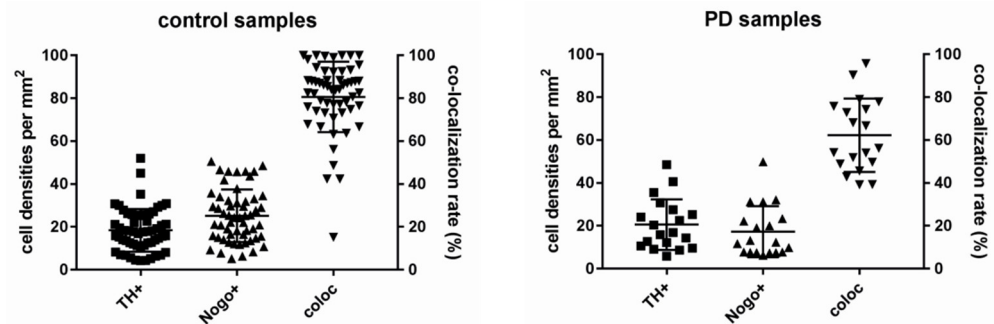 control samples
cell densities per mm²
100
80
60
40
20
0
100
80
60
40
20
0
co-localization rate (%)
TH+
Nogo+
coloc
PD samples
cell densities per mm²
100
80
60
40
20
0
100
80
60
40
20
0
co-localization rate (%)
TH+
Nogo+
coloc